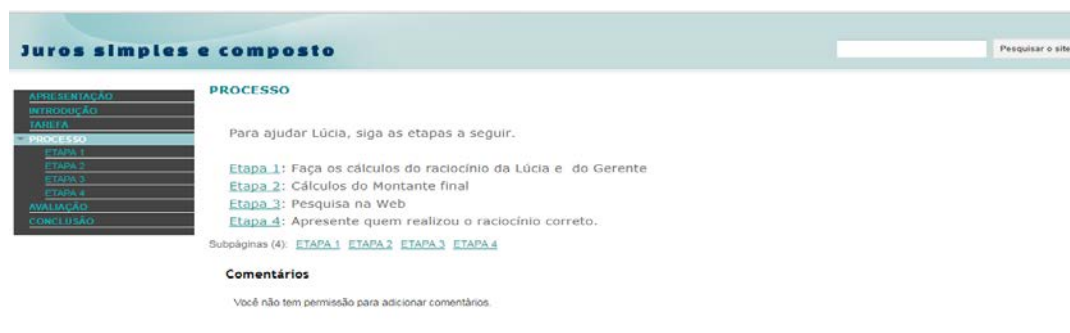 Juros simples e composto
Pesquisar o site
APRESENTAÇÃO
INTRODUÇÃO
TAREFA
PROCESSO
ETAPA 1
ETAPA 2
ETAPA 3
ETAPA 4
AVALIAÇÃO
CONCLUSÃO
PROCESSO
Para ajudar Lúcia, siga as etapas a seguir.
Etapa 1: Faça os cálculos do raciocínio da Lúcia e do Gerente
Etapa 2: Cálculos do Montante final
Etapa 3: Pesquisa na Web
Etapa 4: Apresente quem realizou o raciocínio correto.
Subpáginas (4): ETAPA 1 ETAPA 2 ETAPA 3 ETAPA 4
Comentários
Você não tem permissão para adicionar comentários.